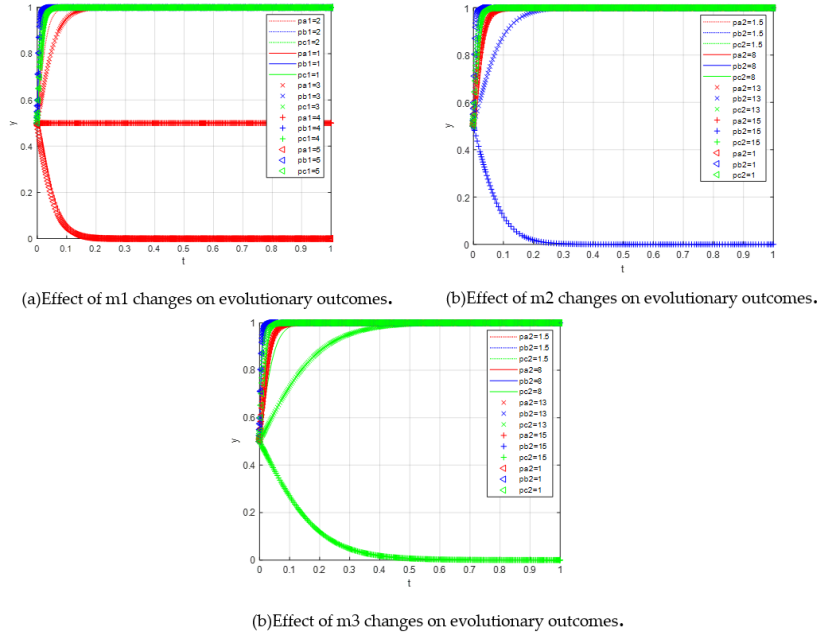 1
0.8
0.6
0.4
0.2
0
y
0
0.1
0.2
0.3
0.4
0.5
0.6
0.7
0.8
0.9
1
t
pa1=2
pb1=2
pc1=2
pa1=1
pb1=1
pc1=1
pa1=3
pb1=3
pc1=3
pa1=4
pb1=4
pc1=4
pa1=5
pb1=5
pc1=5
(a)Effect of m1 changes on evolutionary outcomes.
1
0.8
0.6
0.4
0.2
0
y
0
0.1
0.2
0.3
0.4
0.5
0.6
0.7
0.8
0.9
1
t
pa2=1.5
pb2=1.5
pc2=1.5
pa2=8
pb2=8
pc2=8
pa2=13
pb2=13
pc2=13
pa2=15
pb2=15
pc2=15
pa2=1
pb2=1
pc2=1
(b)Effect of m2 changes on evolutionary outcomes.
1
0.8
0.6
0.4
0.2
0
y
0
0.1
0.2
0.3
0.4
0.5
0.6
0.7
0.8
0.9
1
t
pa2=1.5
pb2=1.5
pc2=1.5
pa2=8
pb2=8
pc2=8
pa2=13
pb2=13
pc2=13
pa2=15
pb2=15
pc2=15
pa2=1
pb2=1
pc2=1
(b)Effect of m3 changes on evolutionary outcomes.